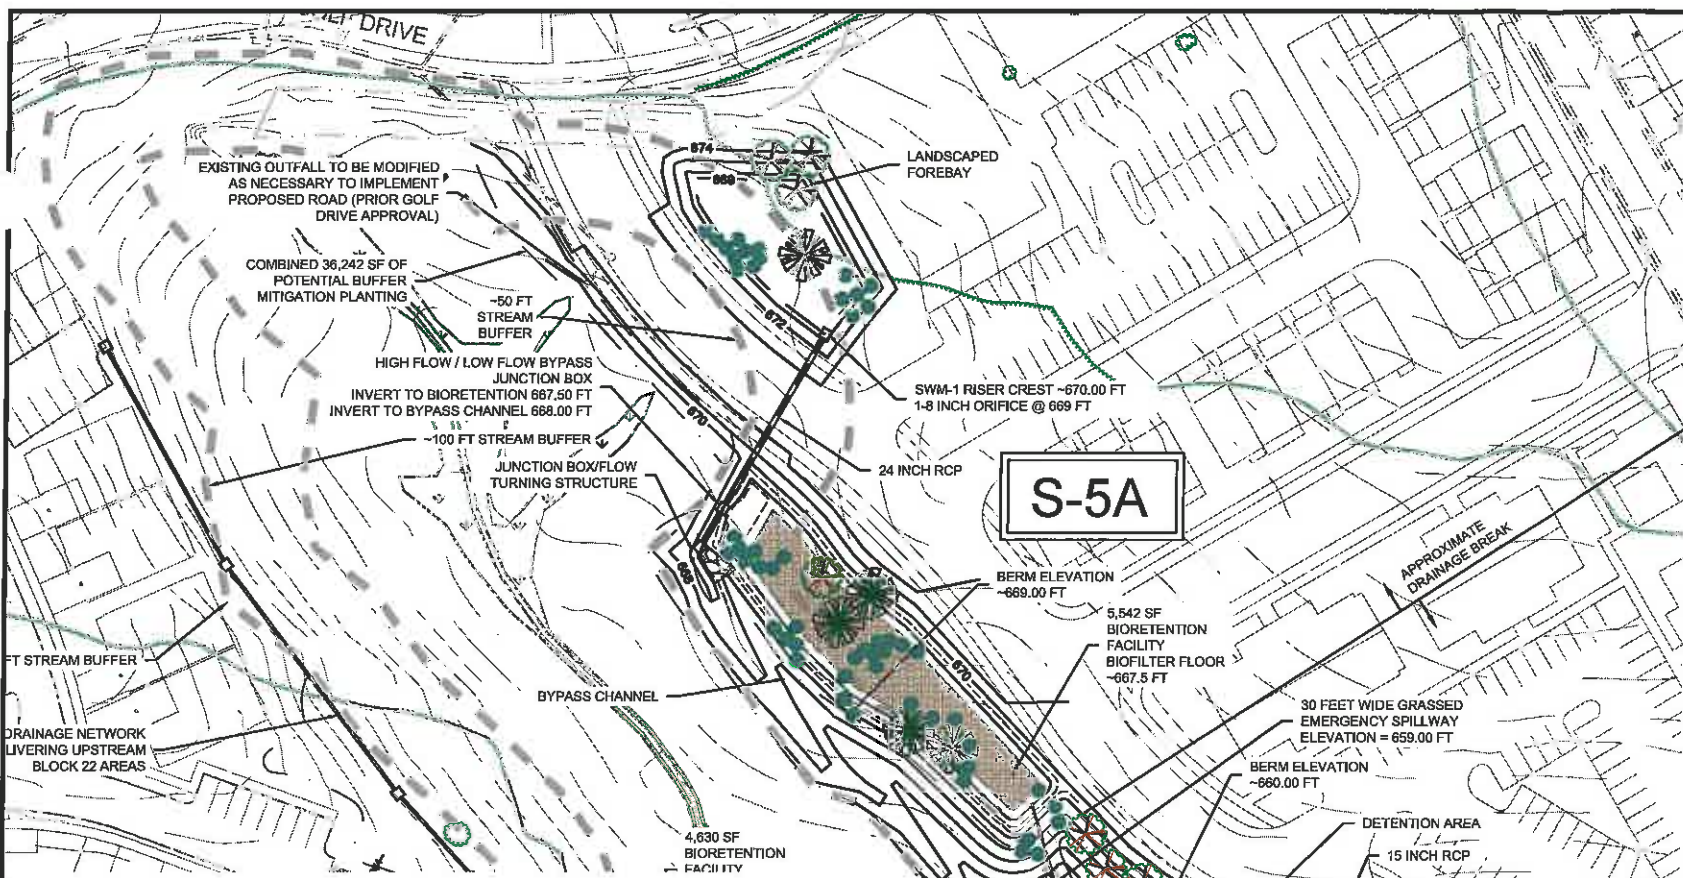 DRIVE
EXISTING OUTFALL TO BE MODIFIED
AS NECESSARY TO IMPLEMENT
PROPOSED ROAD (PRIOR GOLF
DRIVE APPROVAL)
COMBINED 36,242 SF OF
POTENTIAL BUFFER
MITIGATION PLANTING
~50 FT
STREAM
BUFFER
HIGH FLOW / LOW FLOW BYPASS
JUNCTION BOX
INVERT TO BIORETENTION 667.50 FT
INVERT TO BYPASS CHANNEL 668.00 FT
~100 FT STREAM BUFFER
JUNCTION BOX/FLOW
TURNING STRUCTURE
674
669
672
670
668
670
LANDSCAPED
FOREBAY
SWM-1 RISER CREST ~670.00 FT
1-8 INCH ORIFICE @ 669 FT
24 INCH RCP
S-5A
APPROXIMATE
DRAINAGE BREAK
BERM ELEVATION
~669.00 FT
5,542 SF
BIORETENTION
FACILITY
BIOFILTER FLOOR
~667.5 FT
FT STREAM BUFFER
BYPASS CHANNEL
DRAINAGE NETWORK
LIVERING UPSTREAM
BLOCK 22 AREAS
30 FEET WIDE GRASSED
EMERGENCY SPILLWAY
ELEVATION = 659.00 FT
BERM ELEVATION
~660.00 FT
DETENTION AREA
15 INCH RCP
4,630 SF
BIORETENTION
FACILITY